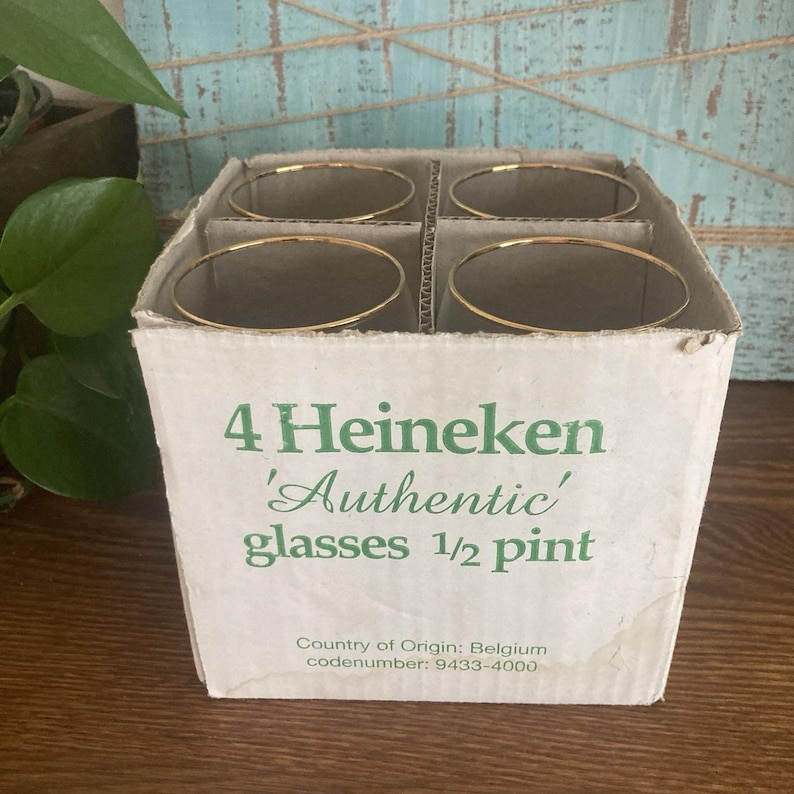 4 Heineken
'Authentic'
glasses 1/2 pint
Country of Origin: Belgium
codenumber: 9433-4000